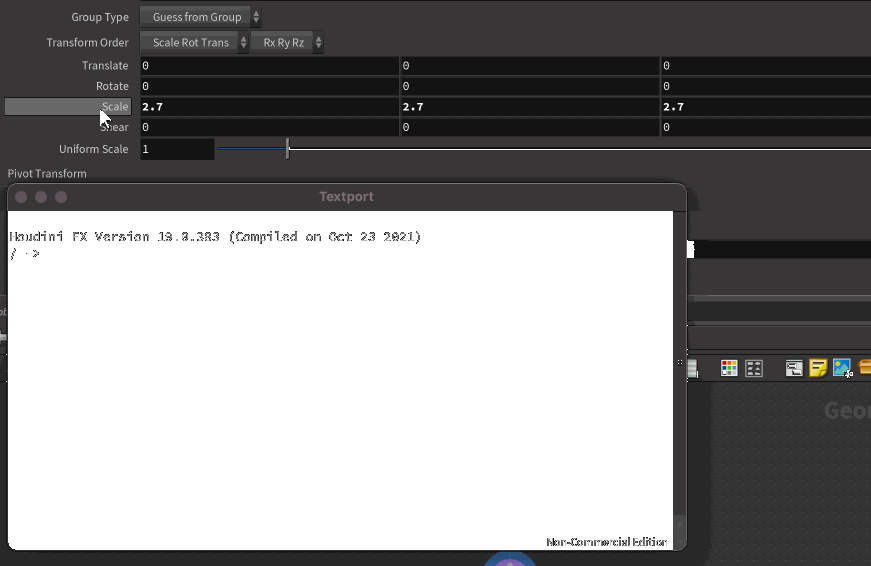 Group Type Guess from Group
Transform Order Scale Rot Trans Rx Ry Rz
Translate 0 0 0
Rotate 0 0 0
Scale 2.7 2.7 2.7
Shear 0 0 0
Uniform Scale 1
Pivot Transform
Textport
Houdini FX Version 19.0.383 (Compiled on Oct 23 2021)
/ ->
Non-Commercial Edition